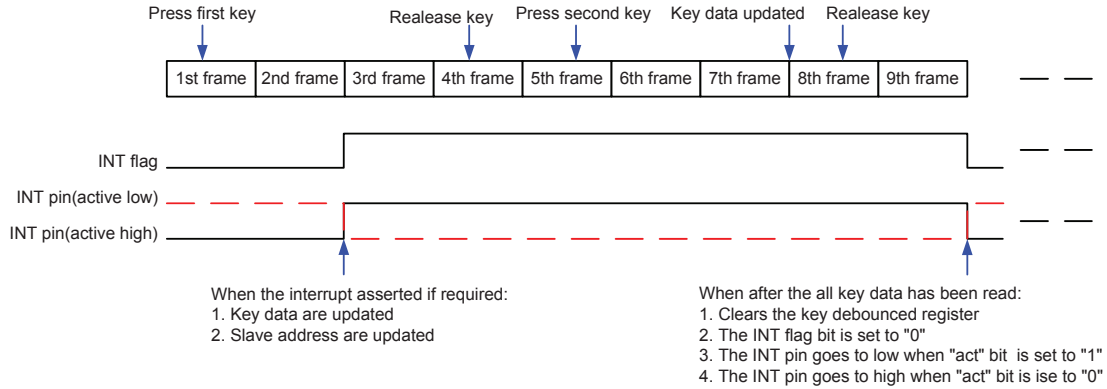 Press first key
Realease key
Press second key
Key data updated
Realease key
1st frame
2nd frame
3rd frame
4th frame
5th frame
6th frame
7th frame
8th frame
9th frame
INT flag
INT pin(active low)
INT pin(active high)
When the interrupt asserted if required:
1. Key data are updated
2. Slave address are updated
When after the all key data has been read:
1. Clears the key debounced register
2. The INT flag bit is set to "0"
3. The INT pin goes to low when "act" bit is set to "1"
4. The INT pin goes to high when "act" bit is ise to "0"